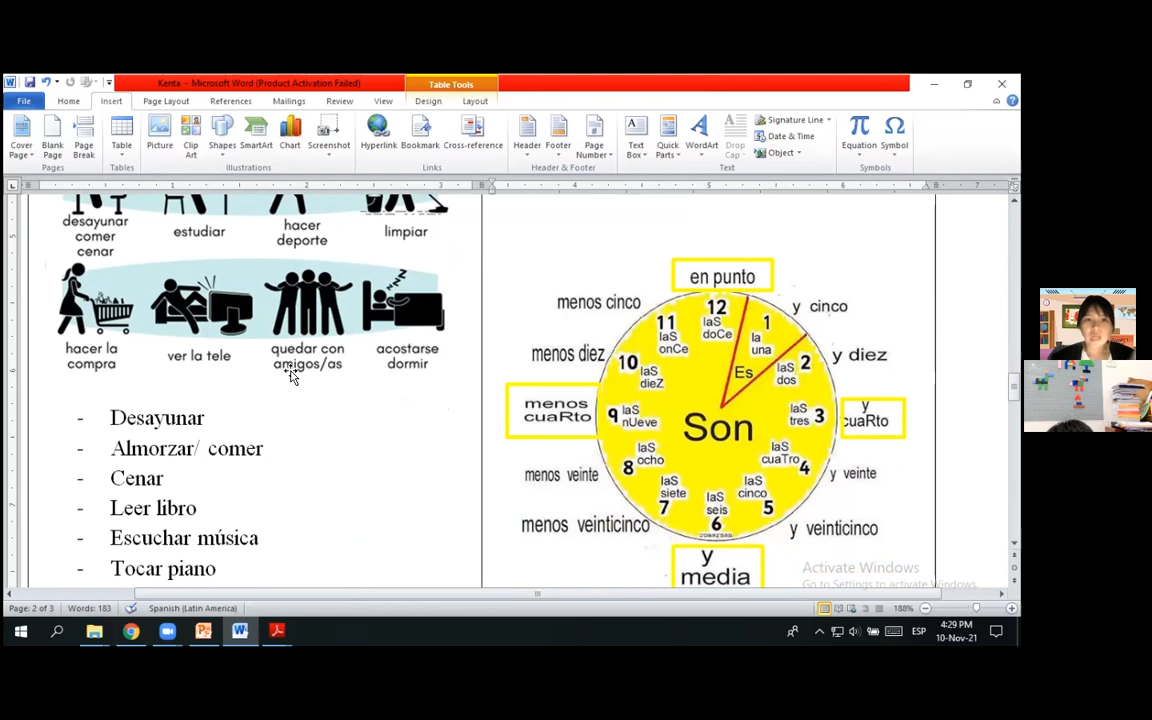 Kenta - Microsoft Word (Product Activation Failed)
Table Tools
File
Home
Insert
Page Layout
References
Mailings
Review
View
Design
Layout
Cover Page
Blank Page
Page Break
Table
Picture
Clip Art
Shapes
SmartArt
Chart
Screenshot
Hyperlink
Bookmark
Cross-reference
Header
Footer
Page Number
Text Box
Quick Parts
WordArt
Drop Cap
Signature Line
Date & Time
Object
Equation
Symbol
Pages
Tables
Illustrations
Links
Header & Footer
Text
Symbols
1
2
3
4
5
6
7
desayunar
comer
cenar
estudiar
hacer
deporte
limpiar
hacer la
compra
ver la tele
quedar con
amigos/as
acostarse
dormir
- Desayunar
- Almorzar/ comer
- Cenar
- Leer libro
- Escuchar música
- Tocar piano
en punto
menos cinco
y cinco
menos diez
y diez
menos
cuaRto
y
cuaRto
menos veinte
y veinte
menos veinticinco
y veinticinco
y
media
12
laS
doCe
1
la
una
2
laS
dos
3
laS
tres
4
laS
cuaTro
5
laS
cinco
6
laS
seis
7
laS
siete
8
laS
ocho
9
laS
nUeve
10
laS
dieZ
11
laS
onCe
Es
Son
Activate Windows
Go to Settings to activate Windows.
Page: 2 of 3
Words: 183
Spanish (Latin America)
188%
ESP
4:29 PM
10-Nov-21